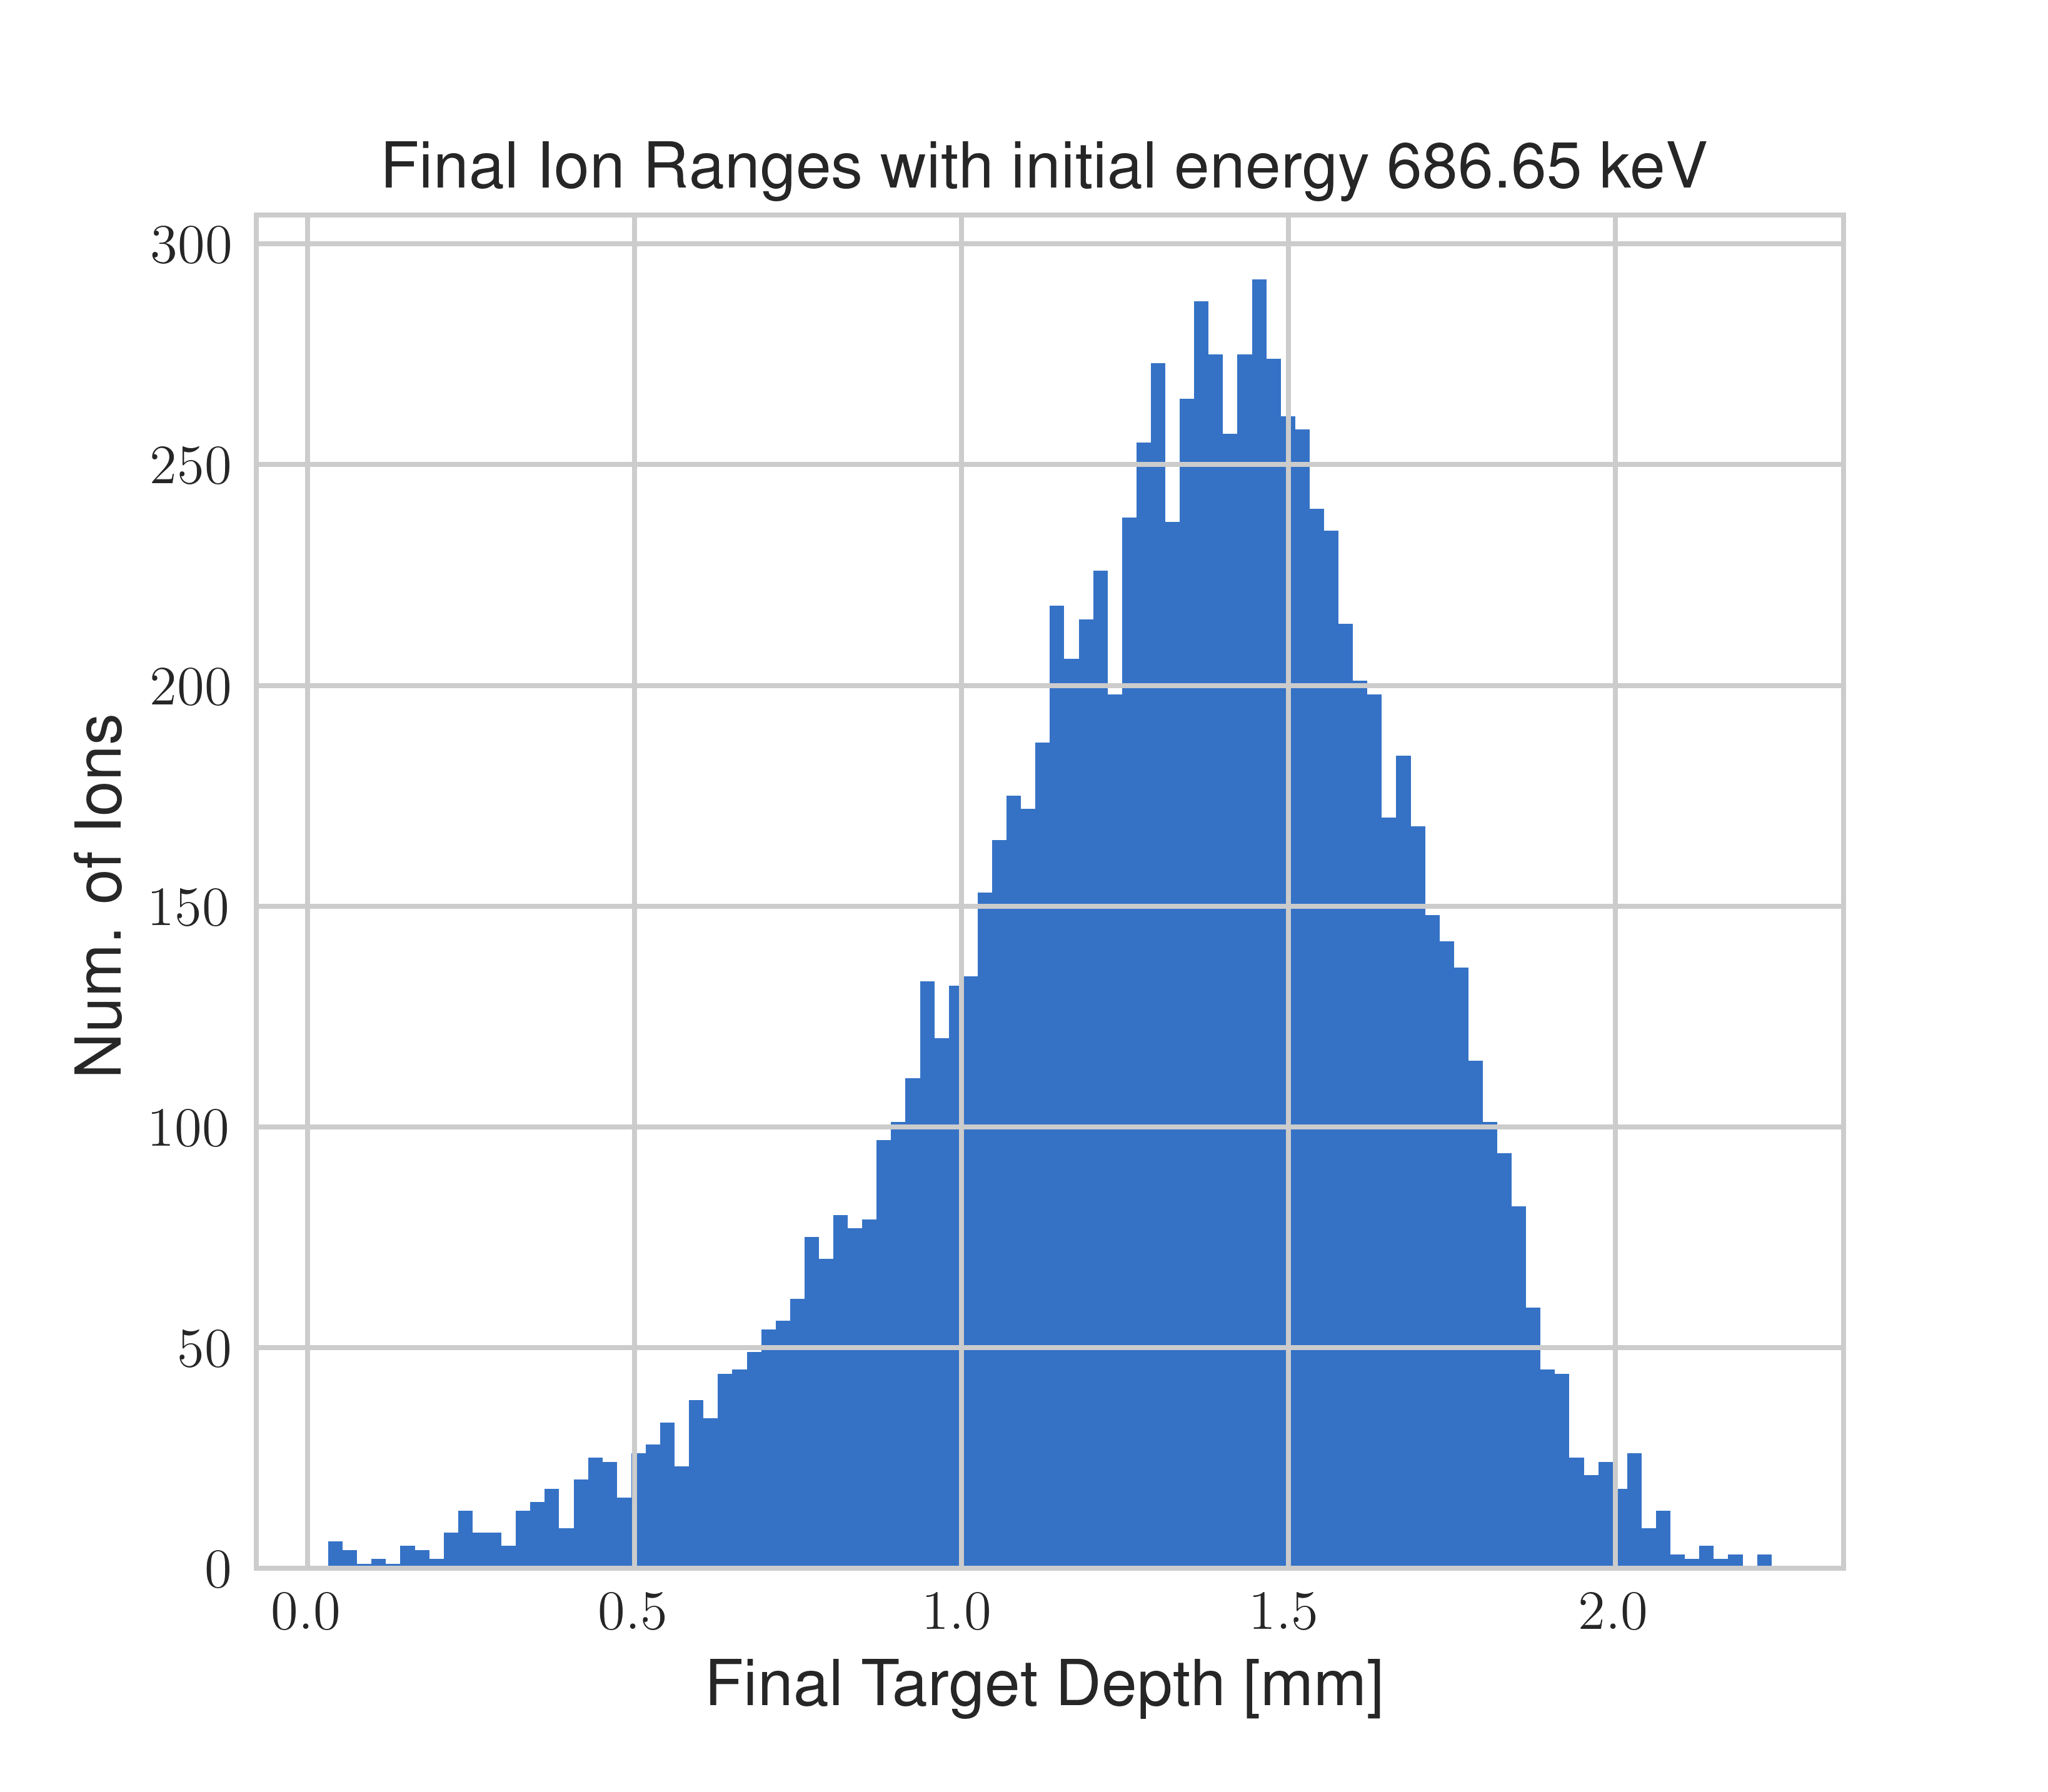 Final Ion Ranges with initial energy 686.65 keV
300
250
200
150
100
50
0
Num. of Ions
0.0 0.5 1.0 1.5 2.0
Final Target Depth [mm]